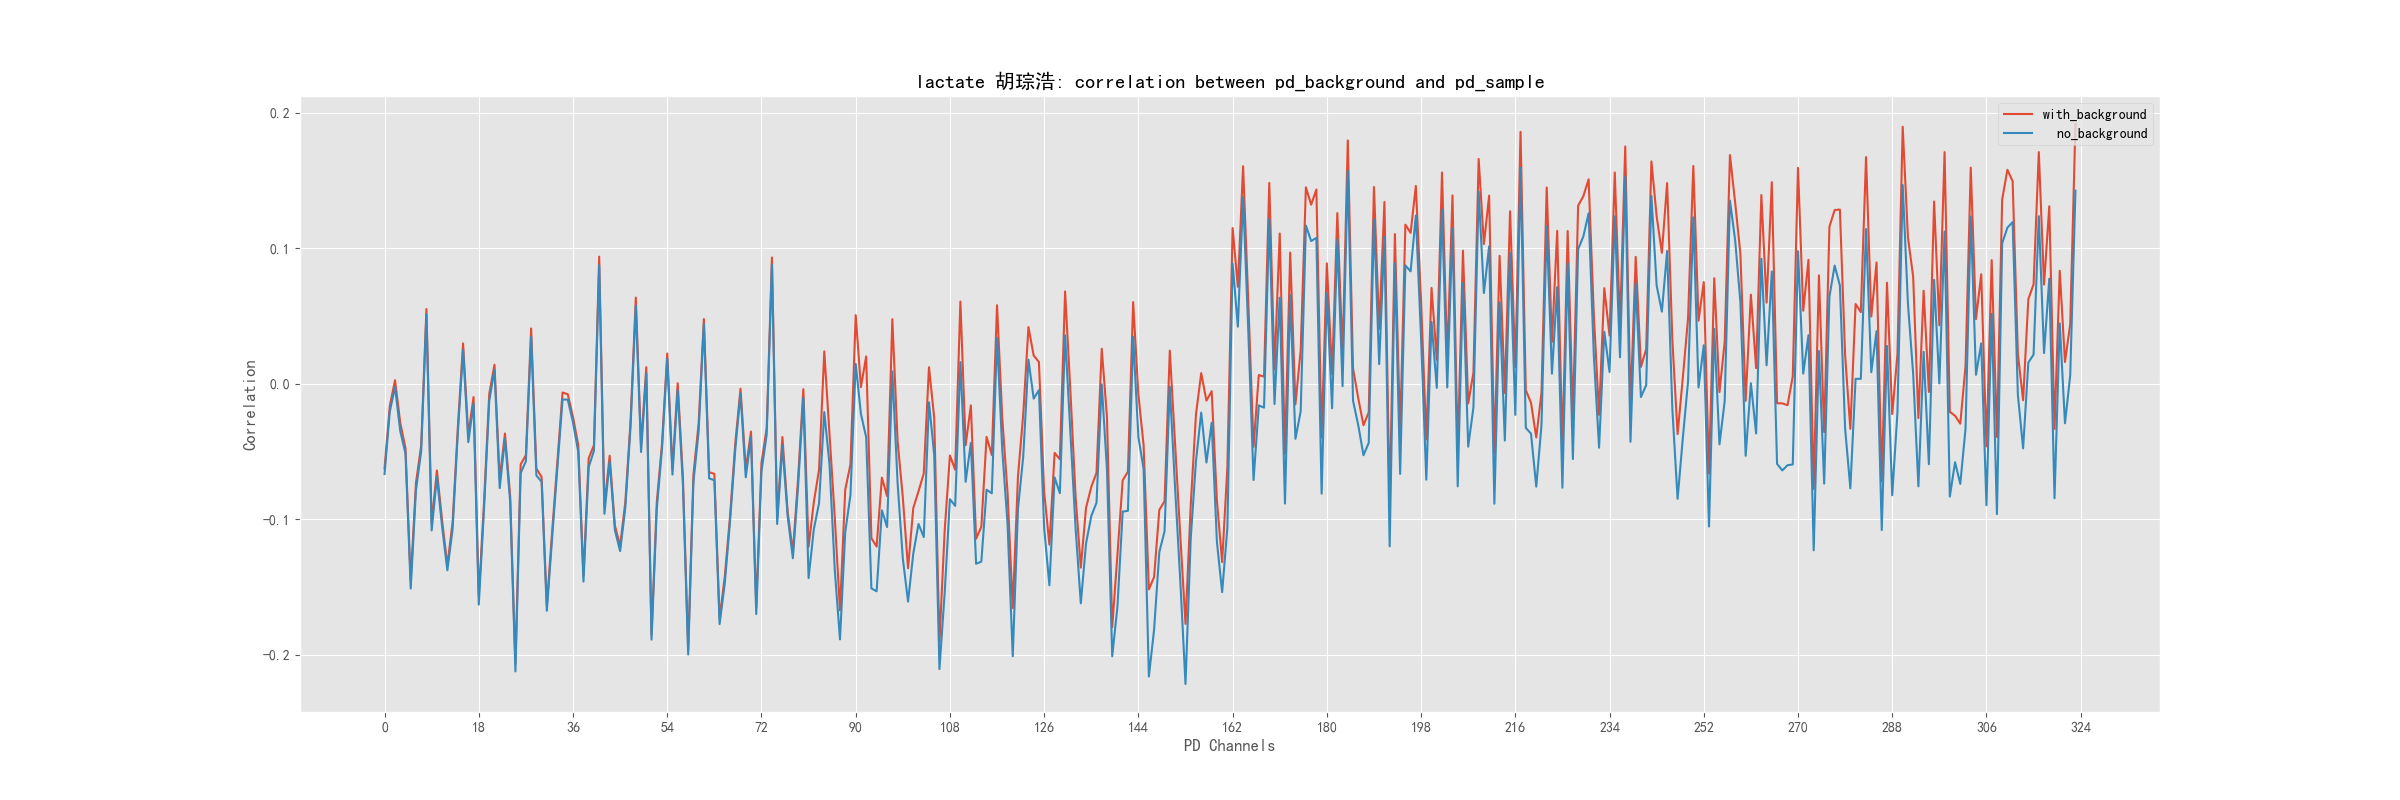 lactate 胡琮浩: correlation between pd_background and pd_sample
with_background
no_background
0.2
0.1
0.0
-0.1
-0.2
Correlation
0 18 36 54 72 90 108 126 144 162 180 198 216 234 252 270 288 306 324
PD Channels